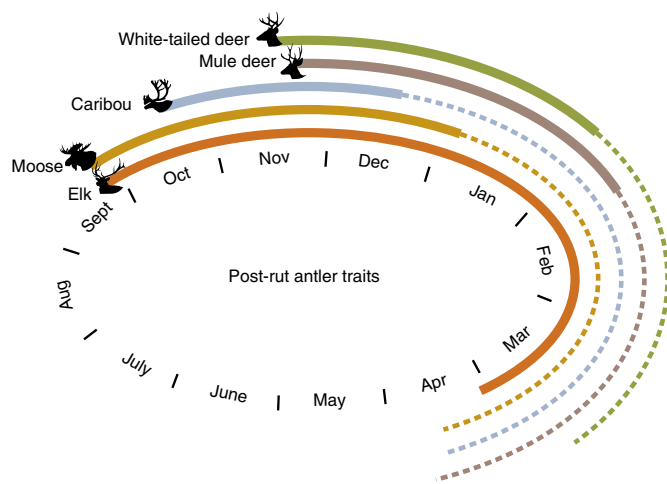 White-tailed deer
Mule deer
Caribou
Moose
Elk
Sept
Oct
Nov
Dec
Jan
Feb
Mar
Apr
May
June
July
Aug
Post-rut antler traits